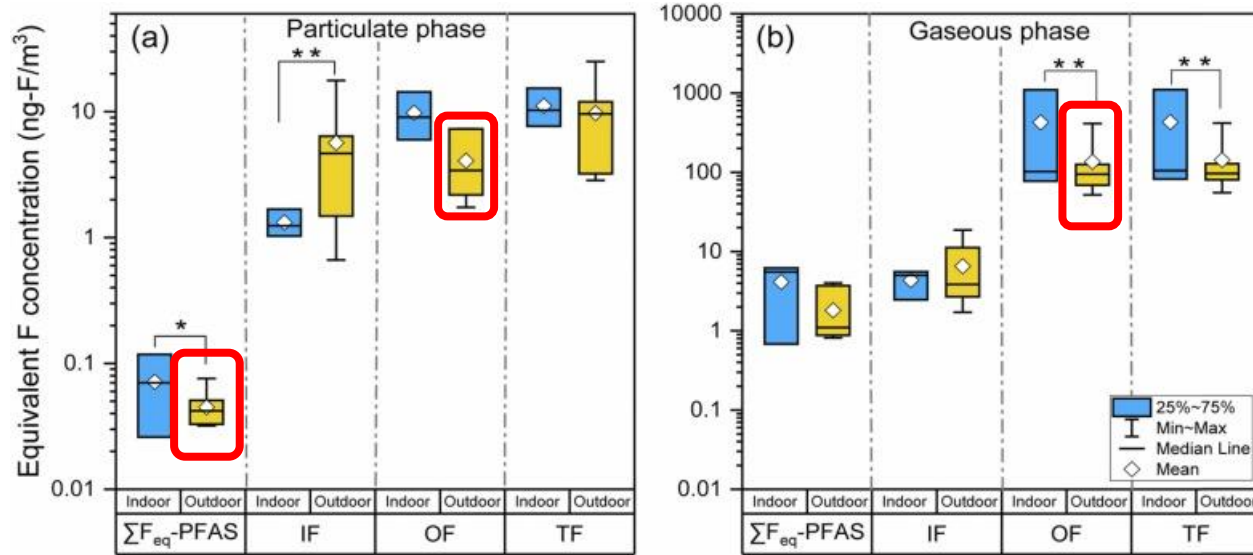 Equivalent F concentration (ng-F/m³)
(a) Particulate phase
10
1
0.1
0.01
* *
*
Indoor Outdoor Indoor Outdoor Indoor Outdoor Indoor Outdoor
∑Feq-PFAS IF OF TF
(b) Gaseous phase
10000
1000
100
10
1
0.1
0.01
* * * *
25%~75%
Min~Max
Median Line
Mean
Indoor Outdoor Indoor Outdoor Indoor Outdoor Indoor Outdoor
∑Feq-PFAS IF OF TF